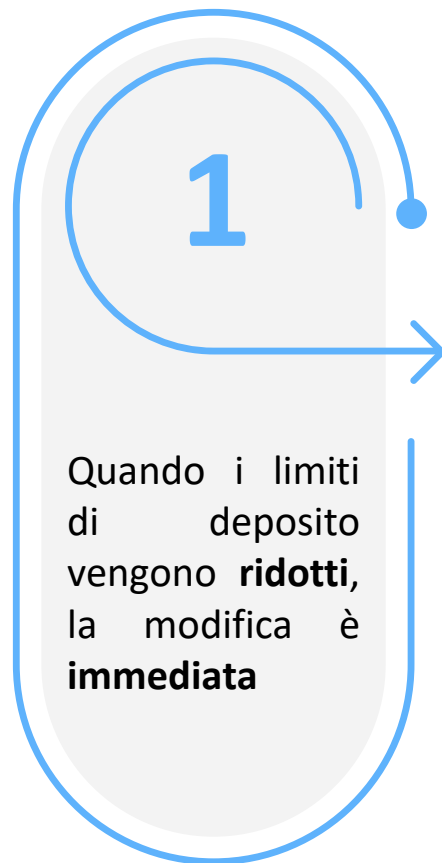 1
Quando i limiti
di deposito
vengono ridotti,
la modifica è
immediata